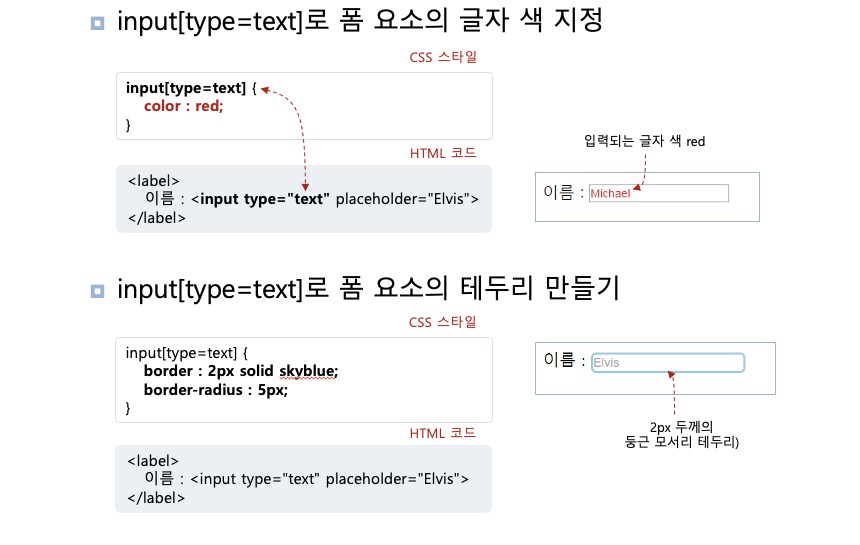 input[type=text]로 폼 요소의 글자 색 지정
CSS 스타일
input[type=text] {
color : red;
}
HTML 코드
<label>
이름 : <input type="text" placeholder="Elvis">
</label>
입력되는 글자 색 red
이름 : Michael
input[type=text]로 폼 요소의 테두리 만들기
CSS 스타일
input[type=text] {
border : 2px solid skyblue;
border-radius : 5px;
}
HTML 코드
<label>
이름 : <input type="text" placeholder="Elvis">
</label>
이름 : Elvis
2px 두께의
둥근 모서리 테두리)